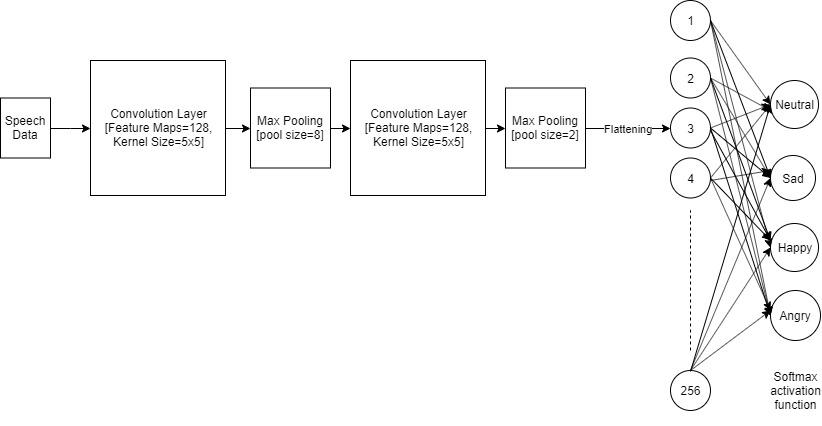 Speech
Data
Convolution Layer
[Feature Maps=128,
Kernel Size=5x5]
Max Pooling
[pool size=8]
Convolution Layer
[Feature Maps=128,
Kernel Size=5x5]
Max Pooling
[pool size=2]
Flattening
1
2
3
4
256
Neutral
Sad
Happy
Angry
Softmax
activation
function